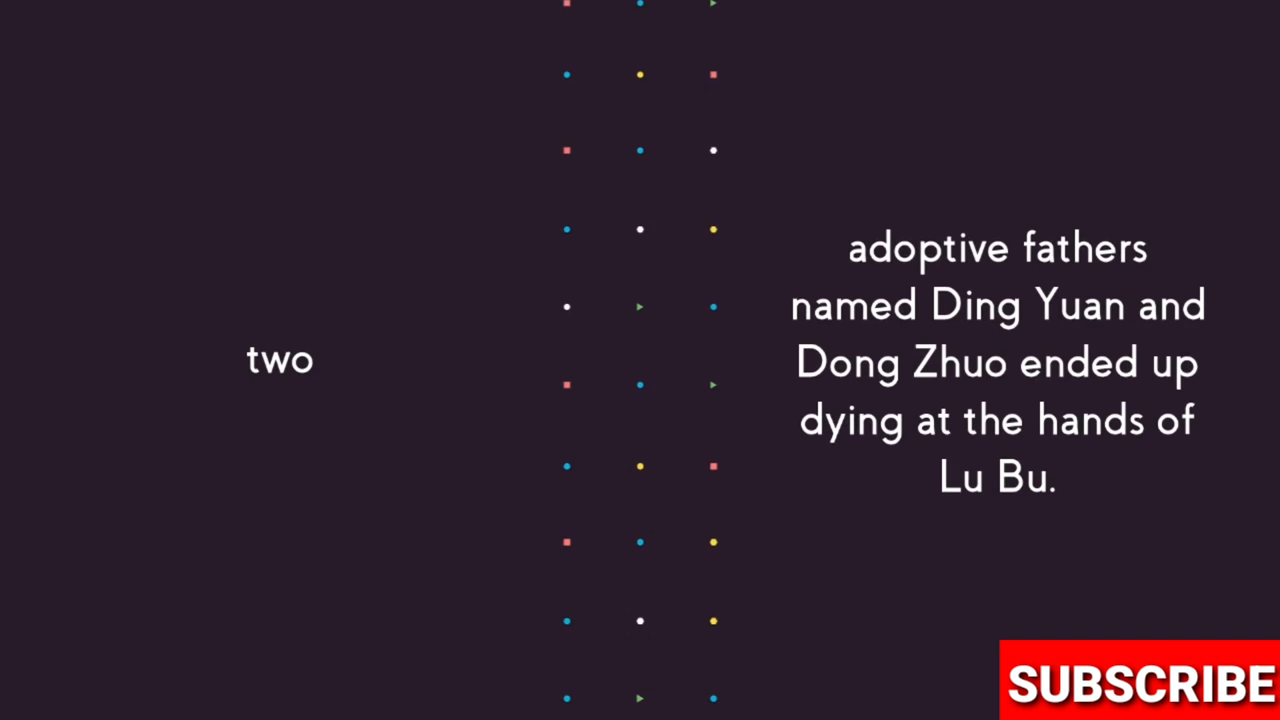 two
adoptive fathers
named Ding Yuan and
Dong Zhuo ended up
dying at the hands of
Lu Bu.
SUBSCRIBE